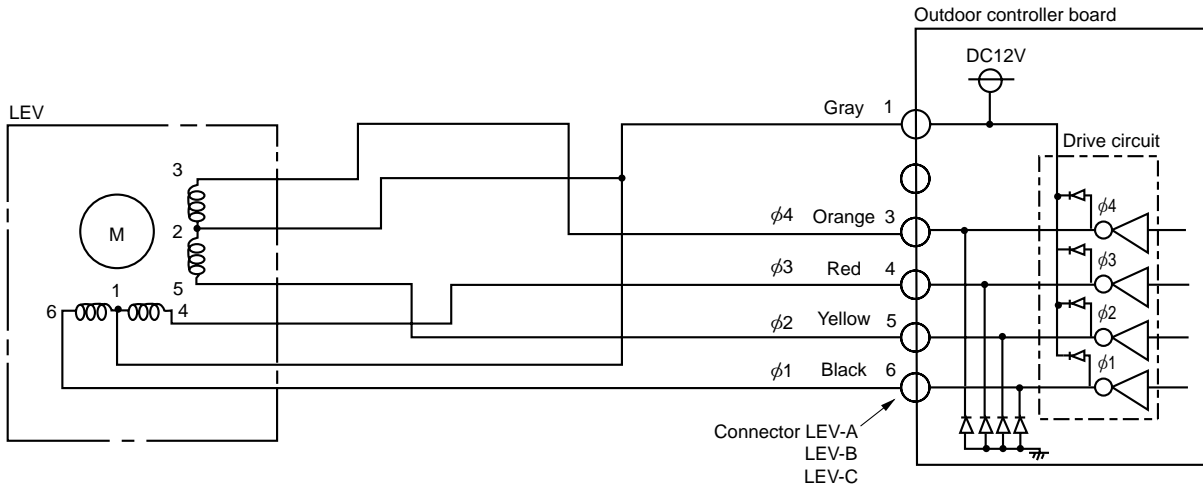 Outdoor controller board
DC12V
LEV
Gray 1
Drive circuit
3
ϕ4 Orange 3
ϕ4
M
2
ϕ3 Red 4
ϕ3
5
1
6
4
ϕ2 Yellow 5
ϕ2
ϕ1 Black 6
ϕ1
Connector LEV-A
LEV-B
LEV-C